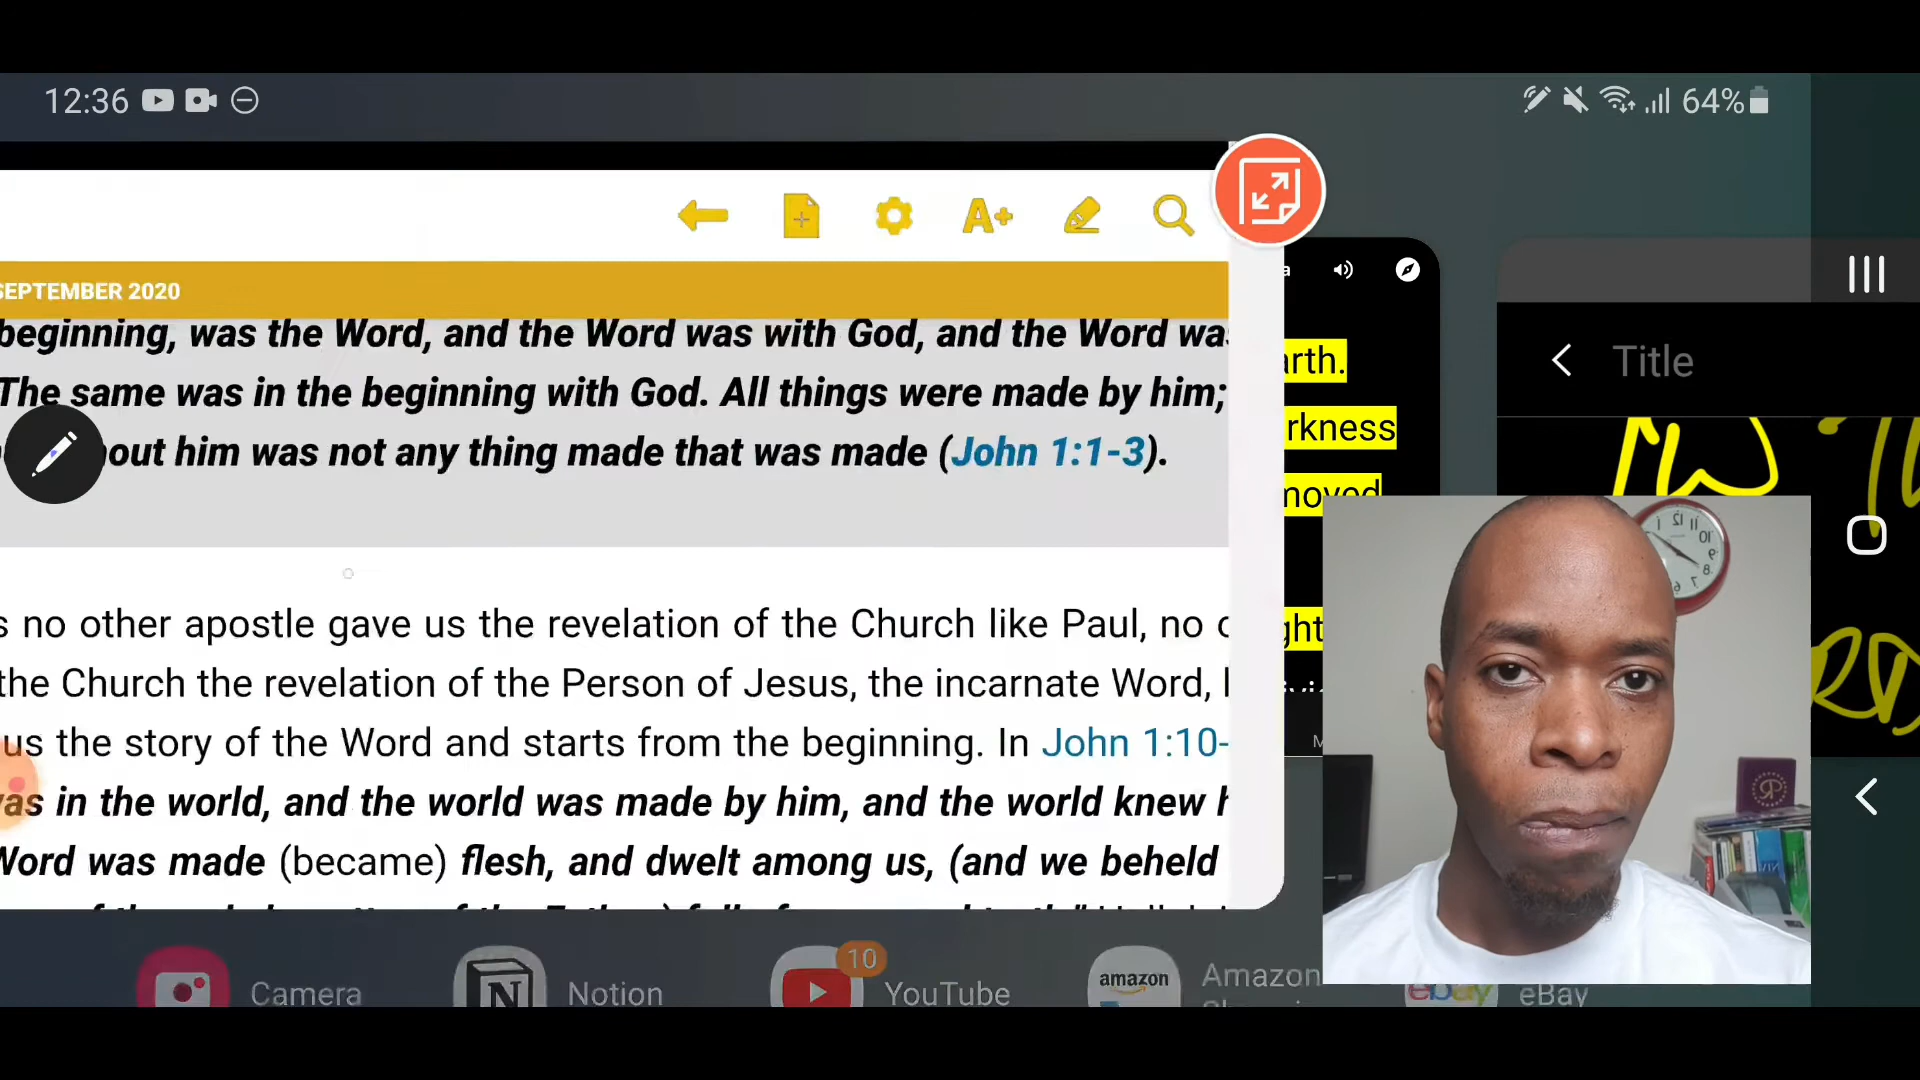 12:36
64%
A+
SEPTEMBER 2020
beginning, was the Word, and the Word was with God, and the Word
The same was in the beginning with God. All things were made by him;
him was not any thing made that was made (John 1:1-3).
no other apostle gave us the revelation of the Church like Paul, no
the Church the revelation of the Person of Jesus, the incarnate Word,
us the story of the Word and starts from the beginning. In John 1:10-
in the world, and the world was made by him, and the world knew
Word was made (became) flesh, and dwelt among us, (and we beheld
Title
Camera
Notion
10
YouTube
amazon
Amazon
ebay
eBay